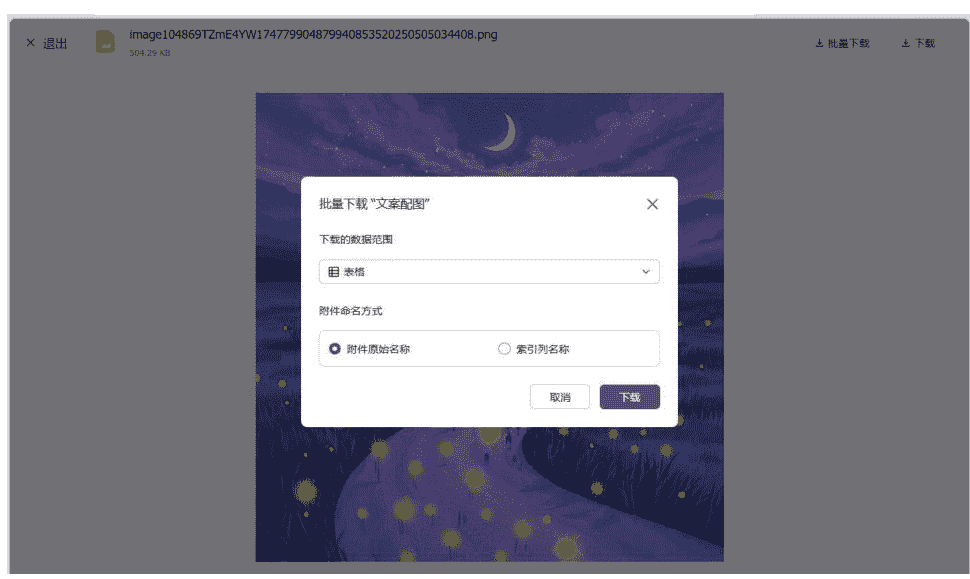 退出
image104869TZmE4YW174779904879940853520250505034408.png
504.29 KB
批量下载
下载
批量下载“文案配图”
下载的数据范围
表格
附件命名方式
附件原始名称
索引列名称
取消
下载